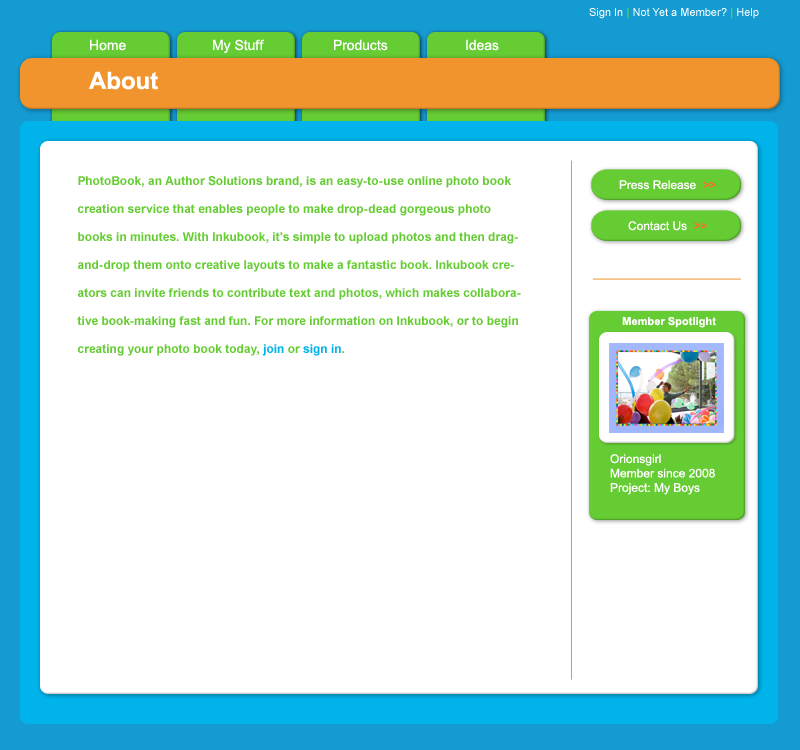 Sign In | Not Yet a Member? | Help
Home My Stuff Products Ideas
About
PhotoBook, an Author Solutions brand, is an easy-to-use online photo book
creation service that enables people to make drop-dead gorgeous photo
books in minutes. With Inkubook, it's simple to upload photos and then drag-
and-drop them onto creative layouts to make a fantastic book. Inkubook cre-
ators can invite friends to contribute text and photos, which makes collabora-
tive book-making fast and fun. For more information on Inkubook, or to begin
creating your photo book today, join or sign in.
Press Release >>
Contact Us >>
Member Spotlight
Orionsgirl
Member since 2008
Project: My Boys